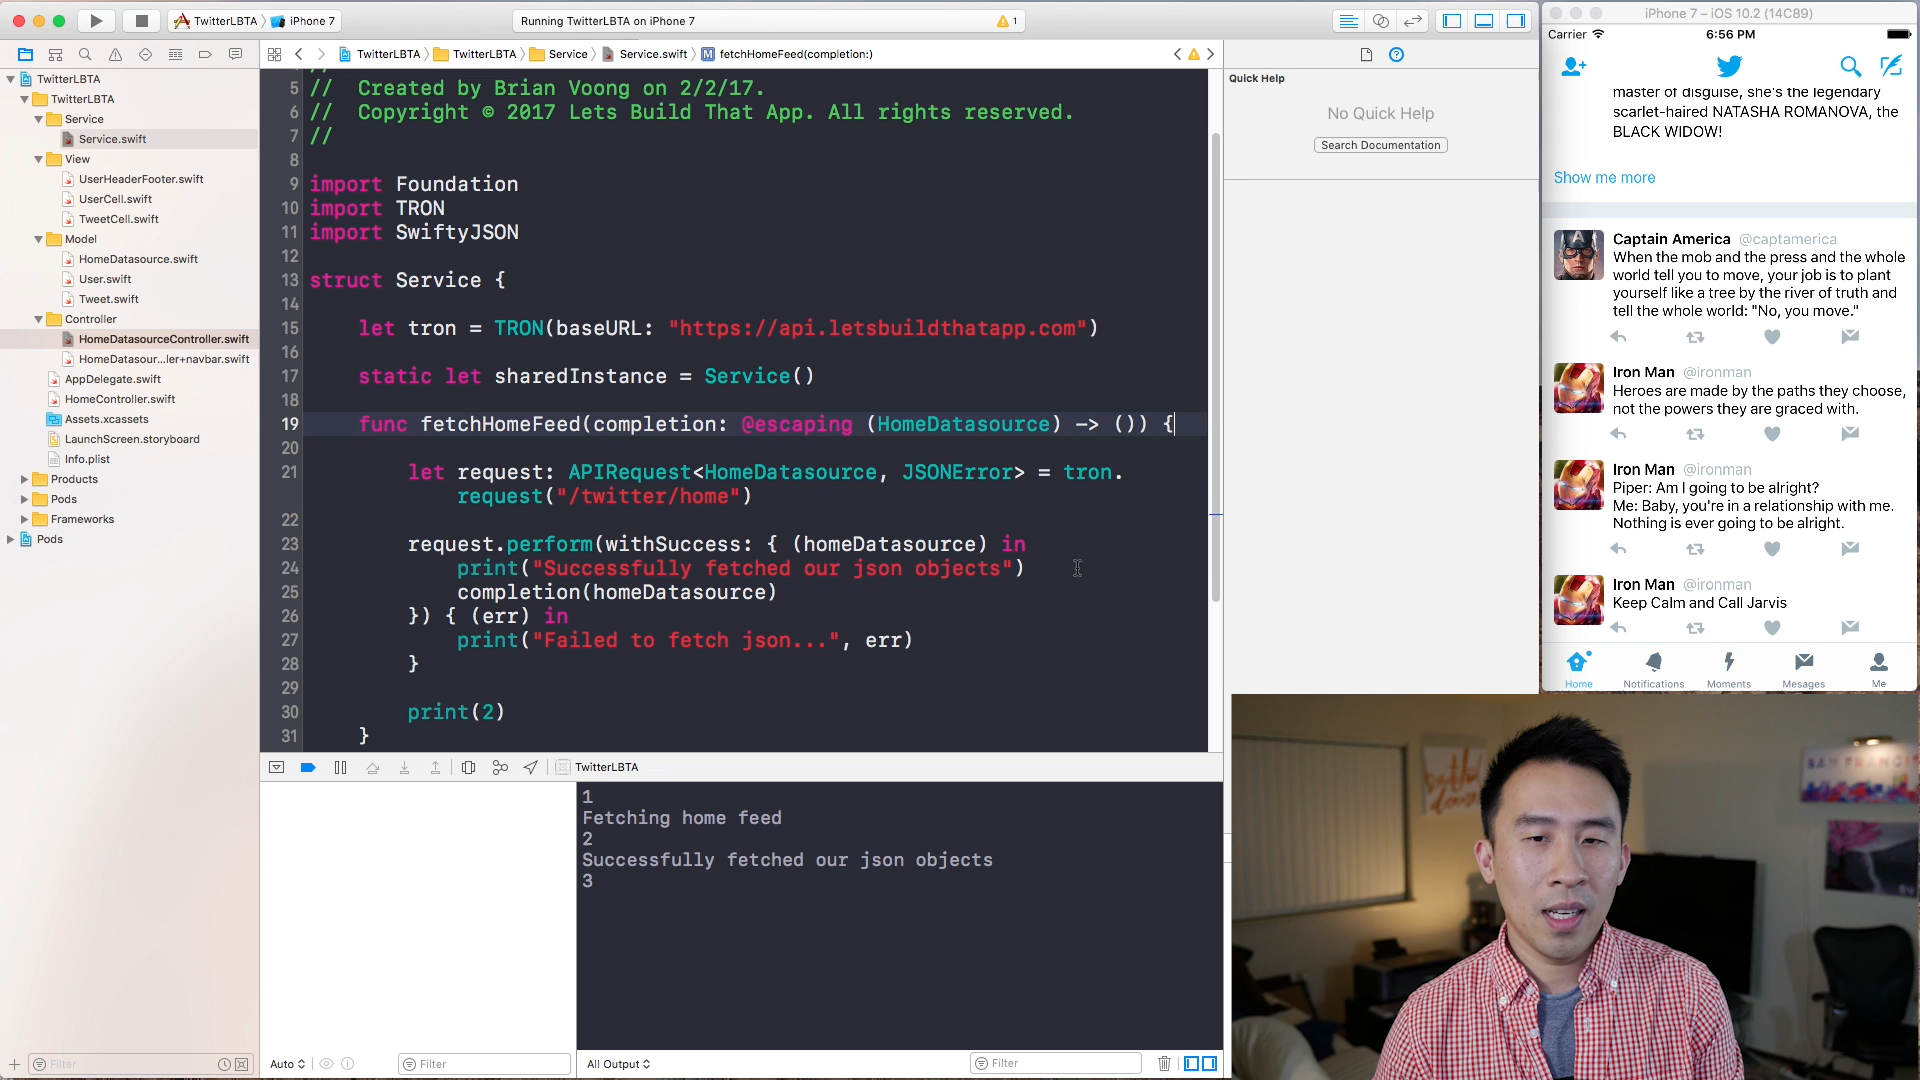 TwitterLBTA
iPhone 7
Running TwitterLBTA on iPhone 7
1
TwitterLBTA
TwitterLBTA
Service
Service.swift
fetchHomeFeed(completion:)
TwitterLBTA
TwitterLBTA
Service
Service.swift
View
UserHeaderFooter.swift
UserCell.swift
TweetCell.swift
Model
HomeDatasource.swift
User.swift
Tweet.swift
Controller
HomeDatasourceController.swift
HomeDatasour...ler+navbar.swift
AppDelegate.swift
HomeController.swift
Assets.xcassets
LaunchScreen.storyboard
Info.plist
Products
Pods
Frameworks
Pods
Filter
5 //  Created by Brian Voong on 2/2/17.
6 //  Copyright © 2017 Lets Build That App. All rights reserved.
7 //
8
9 import Foundation
10 import TRON
11 import SwiftyJSON
12
13 struct Service {
14
15 let tron = TRON(baseURL: "https://api.letsbuildthatapp.com")
16
17 static let sharedInstance = Service()
18
19 func fetchHomeFeed(completion: @escaping (HomeDatasource) -> ()) {
20
21 let request: APIRequest<HomeDatasource, JSONError> = tron.
request("/twitter/home")
22
23 request.perform(withSuccess: { (homeDatasource) in
24 print("Successfully fetched our json objects")
25 completion(homeDatasource)
26 }) { (err) in
27 print("Failed to fetch json...", err)
28 }
29
30 print(2)
31 }
TwitterLBTA
1
Fetching home feed
2
Successfully fetched our json objects
3
Auto
Filter
All Output
Filter
Quick Help
No Quick Help
Search Documentation
iPhone 7 – iOS 10.2 (14C89)
Carrier
6:56 PM
master of disguise, she's the legendary
scarlet-haired NATASHA ROMANOVA, the
BLACK WIDOW!
Show me more
Captain America @captamerica
When the mob and the press and the whole
world tell you to move, your job is to plant
yourself like a tree by the river of truth and
tell the whole world: "No, you move."
Iron Man @ironman
Heroes are made by the paths they choose,
not the powers they are graced with.
Iron Man @ironman
Piper: Am I going to be alright?
Me: Baby, you're in a relationship with me.
Nothing is ever going to be alright.
Iron Man @ironman
Keep Calm and Call Jarvis
Home
Notifications
Moments
Mesages
Me